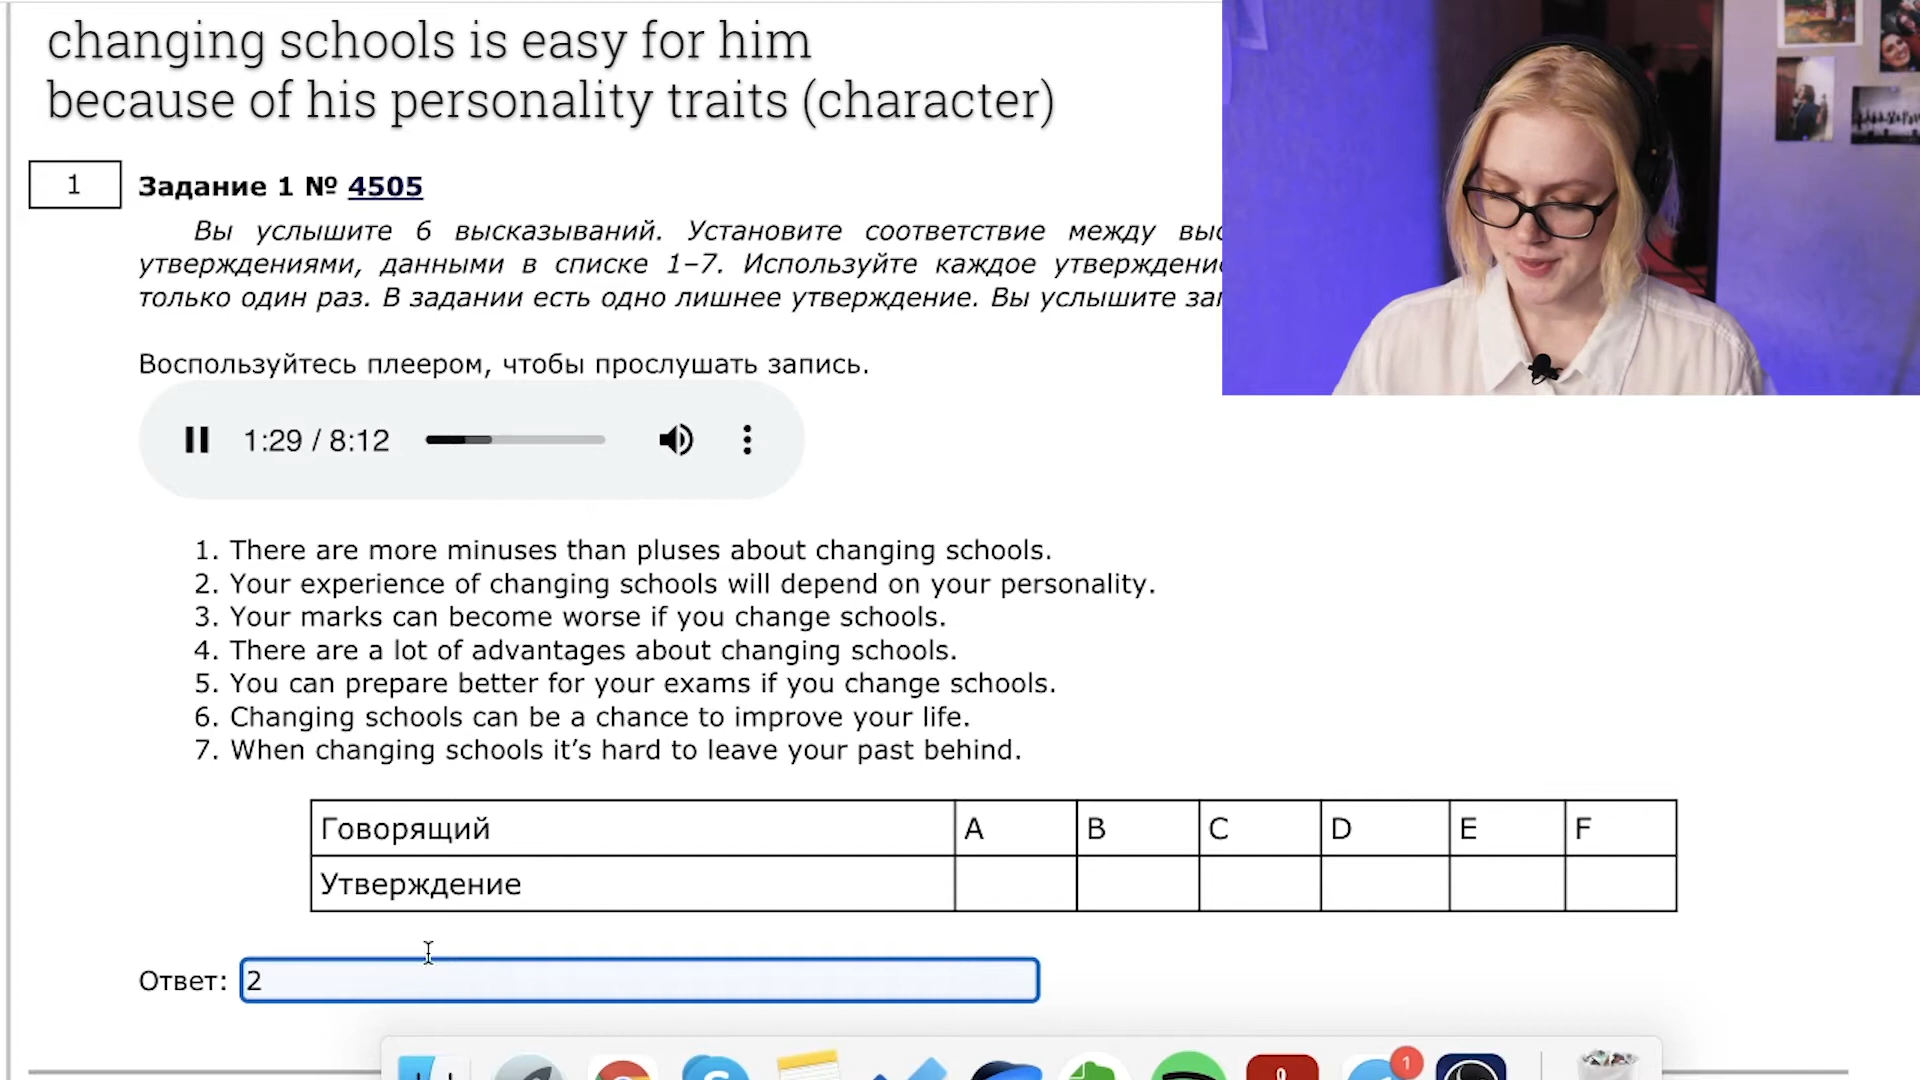 changing schools is easy for him
because of his personality traits (character)
1
Задание 1 № 4505
Вы услышите 6 высказываний. Установите соответствие между
утверждениями, данными в списке 1–7. Используйте каждое
только один раз. В задании есть одно лишнее утверждение. Вы услышите
Воспользуйтесь плеером, чтобы прослушать запись.
1:29 / 8:12
1. There are more minuses than pluses about changing schools.
2. Your experience of changing schools will depend on your personality.
3. Your marks can become worse if you change schools.
4. There are a lot of advantages about changing schools.
5. You can prepare better for your exams if you change schools.
6. Changing schools can be a chance to improve your life.
7. When changing schools it’s hard to leave your past behind.
Говорящий A B C D E F
Утверждение
Ответ: 2
1